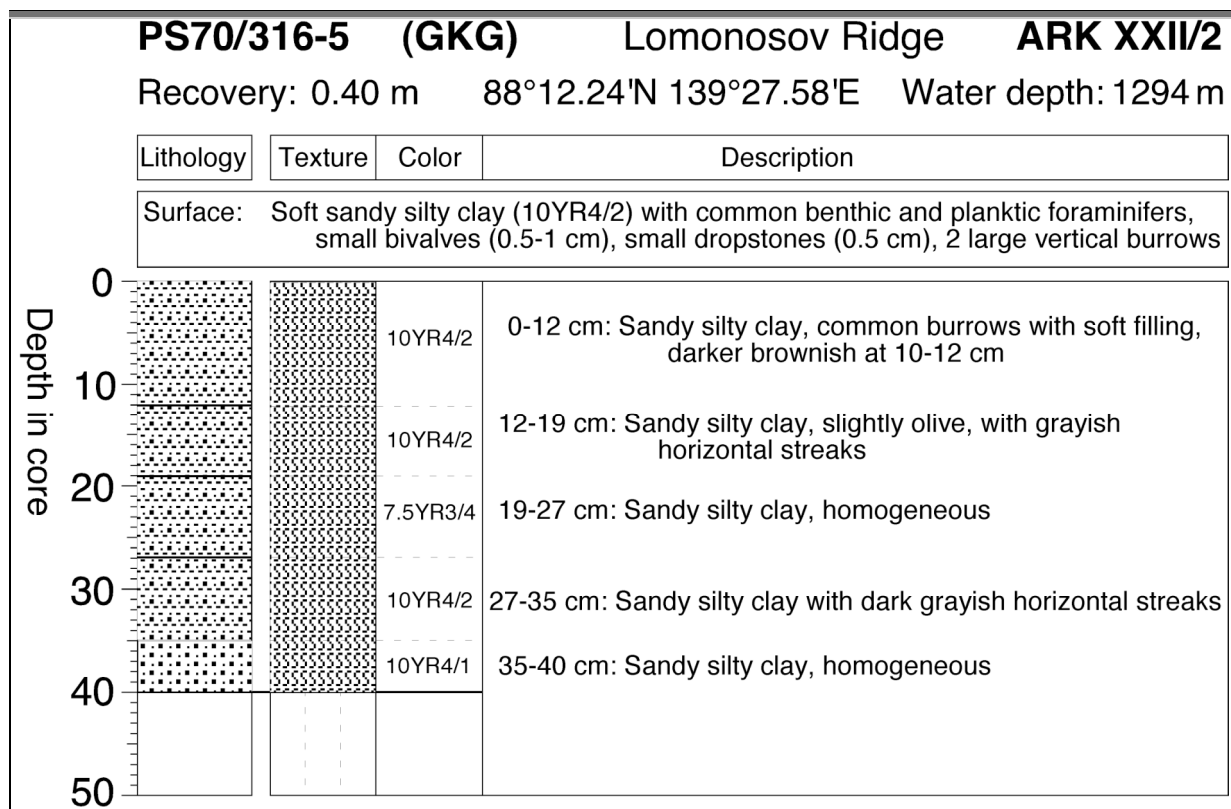 PS70/316-5 (GKG) Lomonosov Ridge ARK XXII/2
Recovery: 0.40 m 88°12.24'N 139°27.58'E Water depth: 1294 m
Lithology Texture Color Description
Surface: Soft sandy silty clay (10YR4/2) with common benthic and planktic foraminifers,
small bivalves (0.5-1 cm), small dropstones (0.5 cm), 2 large vertical burrows
Depth in core
0
10
20
30
40
50
10YR4/2
0-12 cm: Sandy silty clay, common burrows with soft filling,
darker brownish at 10-12 cm
10YR4/2
12-19 cm: Sandy silty clay, slightly olive, with grayish
horizontal streaks
7.5YR3/4
19-27 cm: Sandy silty clay, homogeneous
10YR4/2
27-35 cm: Sandy silty clay with dark grayish horizontal streaks
10YR4/1
35-40 cm: Sandy silty clay, homogeneous